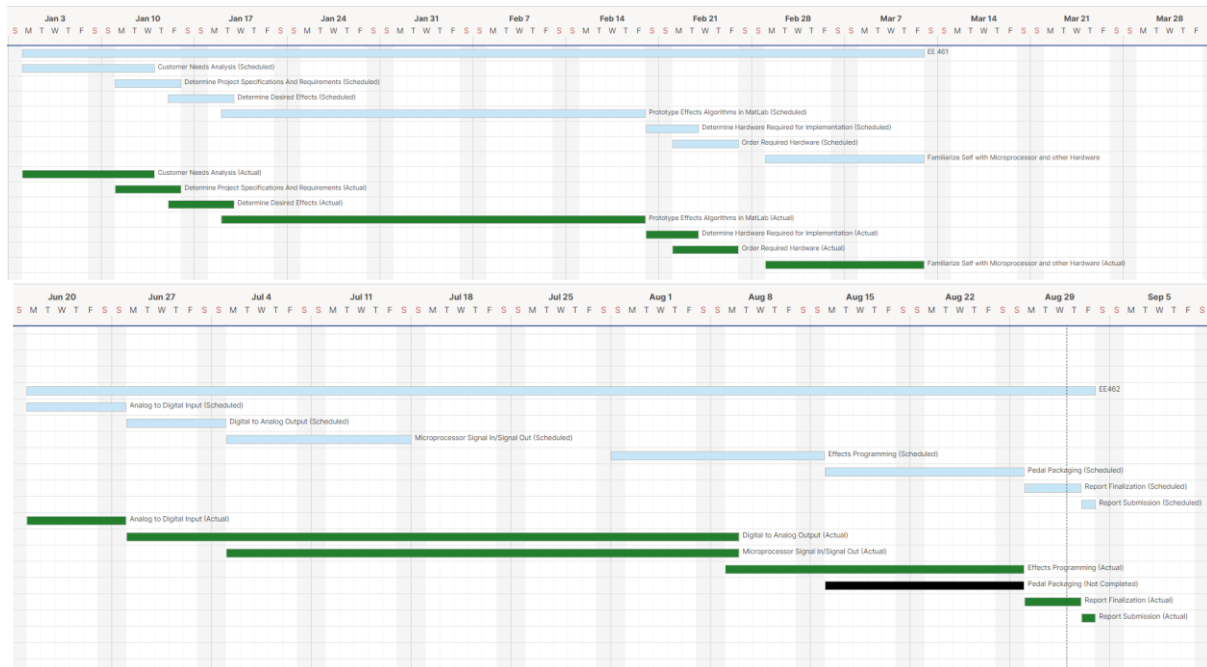 Jan 3 Jan 10 Jan 17 Jan 24 Jan 31 Feb 7 Feb 14 Feb 21 Feb 28 Mar 7 Mar 14 Mar 21 Mar 28
S M T W T F S S M T W T F S S M T W T F S S M T W T F S S M T W T F S S M T W T F S S M T W T F S S M T W T F S S M T W T F S S M T W T F S S M T W T F S S M T W T F S S M T W T F
EE 461
Customer Needs Analysis (Scheduled)
Determine Project Specifications And Requirements (Scheduled)
Determine Desired Effects (Scheduled)
Prototype Effects Algorithms in MatLab (Scheduled)
Determine Hardware Required for Implementation (Scheduled)
Order Required Hardware (Scheduled)
Familiarize Self with Microprocessor and other Hardware
Customer Needs Analysis (Actual)
Determine Project Specifications And Requirements (Actual)
Determine Desired Effects (Actual)
Prototype Effects Algorithms in MatLab (Actual)
Determine Hardware Required for Implementation (Actual)
Order Required Hardware (Actual)
Familiarize Self with Microprocessor and other Hardware (Actual)
Jun 20 Jun 27 Jul 4 Jul 11 Jul 18 Jul 25 Aug 1 Aug 8 Aug 15 Aug 22 Aug 29 Sep 5
S M T W T F S S M T W T F S S M T W T F S S M T W T F S S M T W T F S S M T W T F S S M T W T F S S M T W T F S S M T W T F S S M T W T F S S M T W T F S S M T W T F S
EE462
Analog to Digital Input (Scheduled)
Digital to Analog Output (Scheduled)
Microprocessor Signal In/Signal Out (Scheduled)
Effects Programming (Scheduled)
Pedal Packaging (Scheduled)
Report Finalization (Scheduled)
Report Submission (Scheduled)
Analog to Digital Input (Actual)
Digital to Analog Output (Actual)
Microprocessor Signal In/Signal Out (Actual)
Effects Programming (Actual)
Pedal Packaging (Not Completed)
Report Finalization (Actual)
Report Submission (Actual)